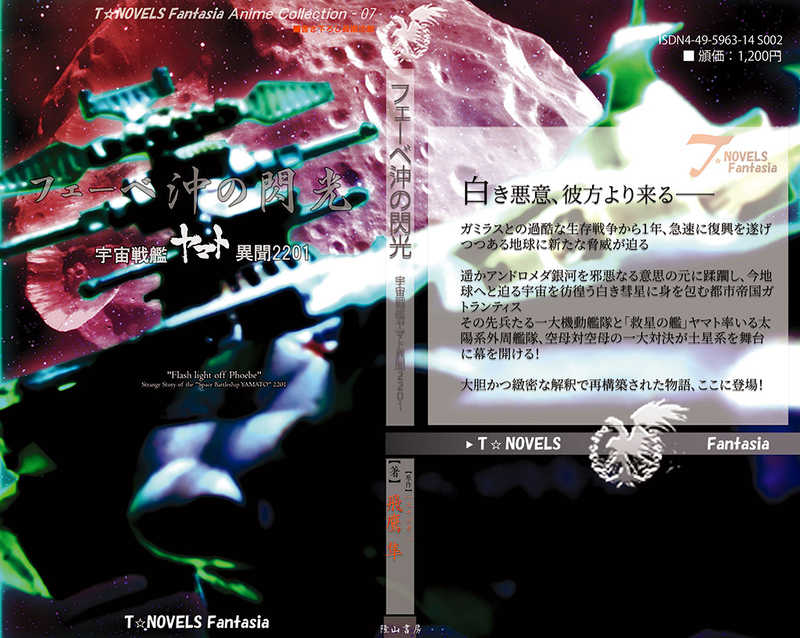 T☆NOVELS Fantasia Anime Collection - 07
フェーベ沖の閃光
宇宙戦艦ヤマト 異聞2201
"Flash light off Phoebe"
Strange Story of the "Space Battleship YAMATO" 2201
T☆NOVELS Fantasia
フェーベ沖の閃光
宇宙戦艦ヤマト異聞2201
【著】
隆山書房
ISDN4-49-5963-14 S002
■ 頒価：1,200円
T☆NOVELS
Fantasia
白き悪意、彼方より来る――
ガミラスとの過酷な生存戦争から1年、急速に復興を遂げ
つつある地球に新たな脅威が迫る
遥かアンドロメダ銀河を邪悪なる意思の元に蹂躙し、今地
球へと迫る宇宙を彷徨う白き彗星に身を包む都市帝国ガ
トランティス
その先兵たる一大機動艦隊と「救星の艦」ヤマト率いる太
陽系外周艦隊、空母対空母の一大対決が土星系を舞台
に幕を開ける!
大胆かつ緻密な解釈で再構築された物語、ここに登場!
▶ T☆NOVELS Fantasia